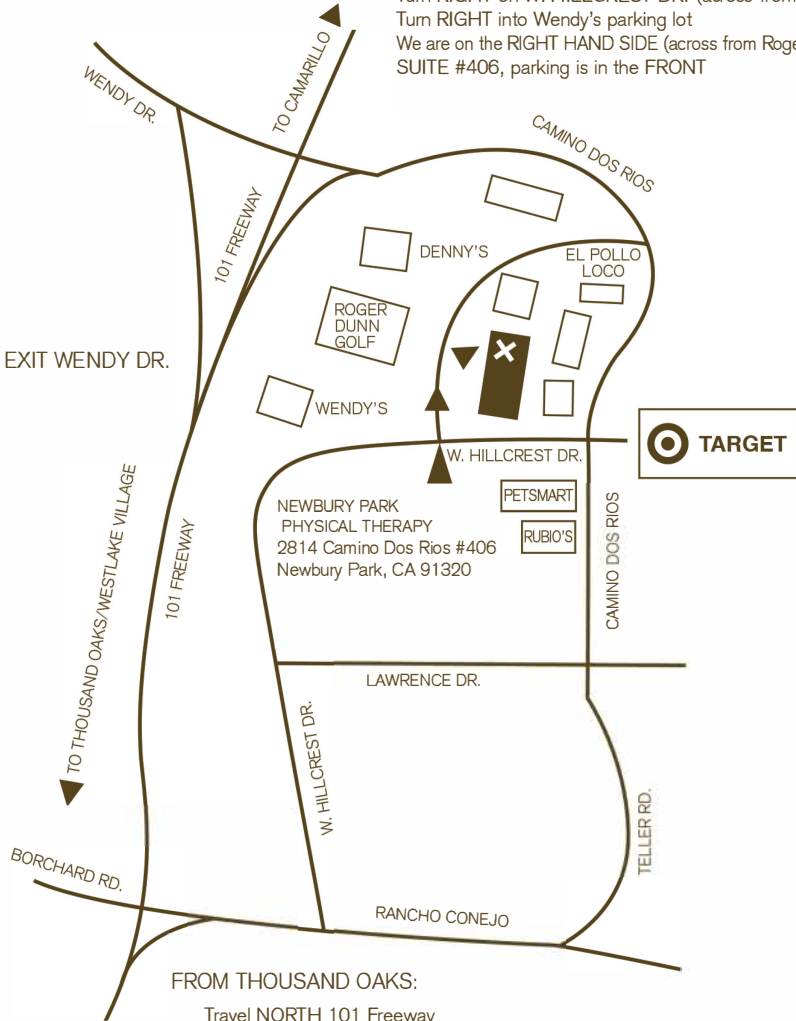 Turn RIGHT into Wendy's parking lot
We are on the RIGHT HAND SIDE (across from Roge
SUITE #406, parking is in the FRONT
TO CAMARILLO
WENDY DR.
CAMINO DOS RIOS
101 FREEWAY
DENNY'S
EL POLLO
LOCO
ROGER
DUNN
GOLF
EXIT WENDY DR.
WENDY'S
TARGET
W. HILLCREST DR.
PETSMART
RUBIO'S
NEWBURY PARK
PHYSICAL THERAPY
2814 Camino Dos Rios #406
Newbury Park, CA 91320
CAMINO DOS RIOS
101 FREEWAY
TO THOUSAND OAKS/WESTLAKE VILLAGE
LAWRENCE DR.
W. HILLCREST DR.
TELLER RD.
BORCHARD RD.
RANCHO CONEJO
FROM THOUSAND OAKS:
Travel NORTH 101 Freeway